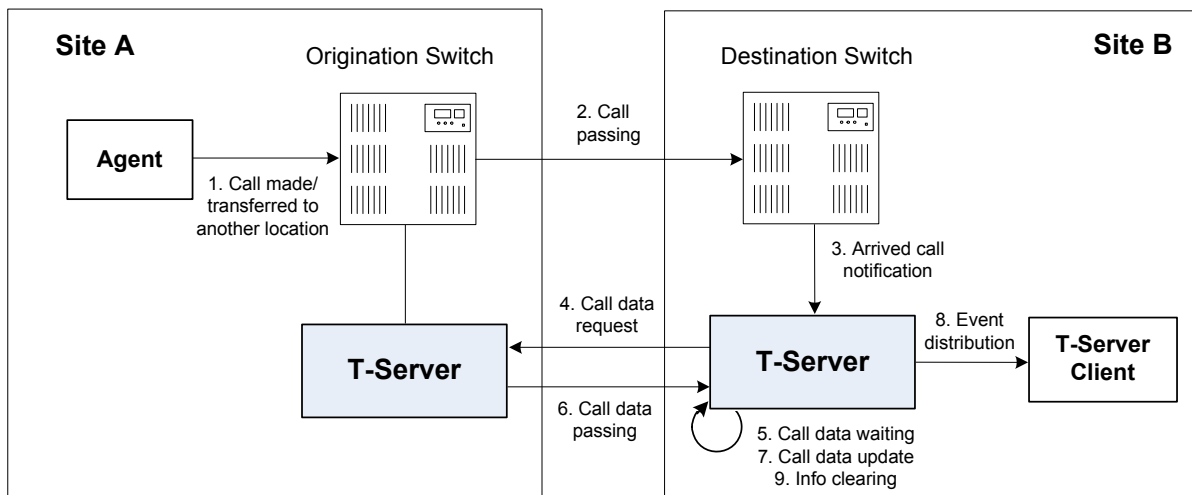 Site A
Origination Switch
Agent
1. Call made/
transferred to
another location
2. Call
passing
Destination Switch
Site B
3. Arrived call
notification
4. Call data
request
T-Server
6. Call data
passing
T-Server
8. Event
distribution
T-Server
Client
5. Call data waiting
7. Call data update
9. Info clearing